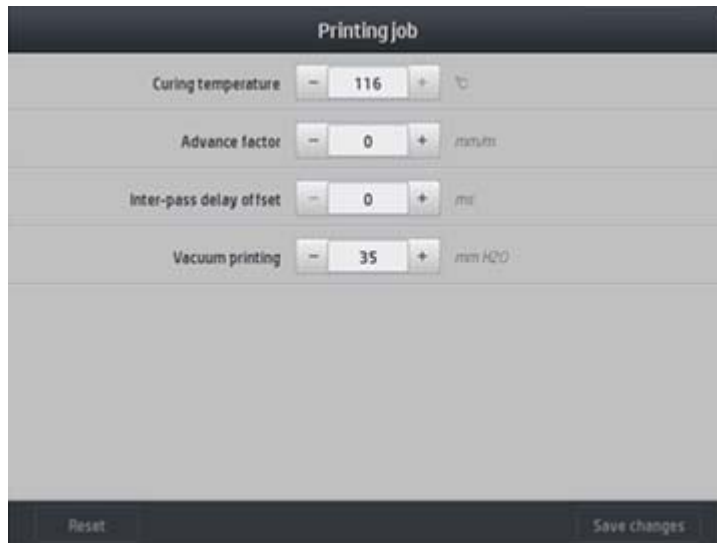 Printing job
Curing temperature - 116 + °C
Advance factor - 0 + mm/m
Inter-pass delay offset - 0 + ms
Vacuum printing - 35 + mm H2O
Reset Save changes